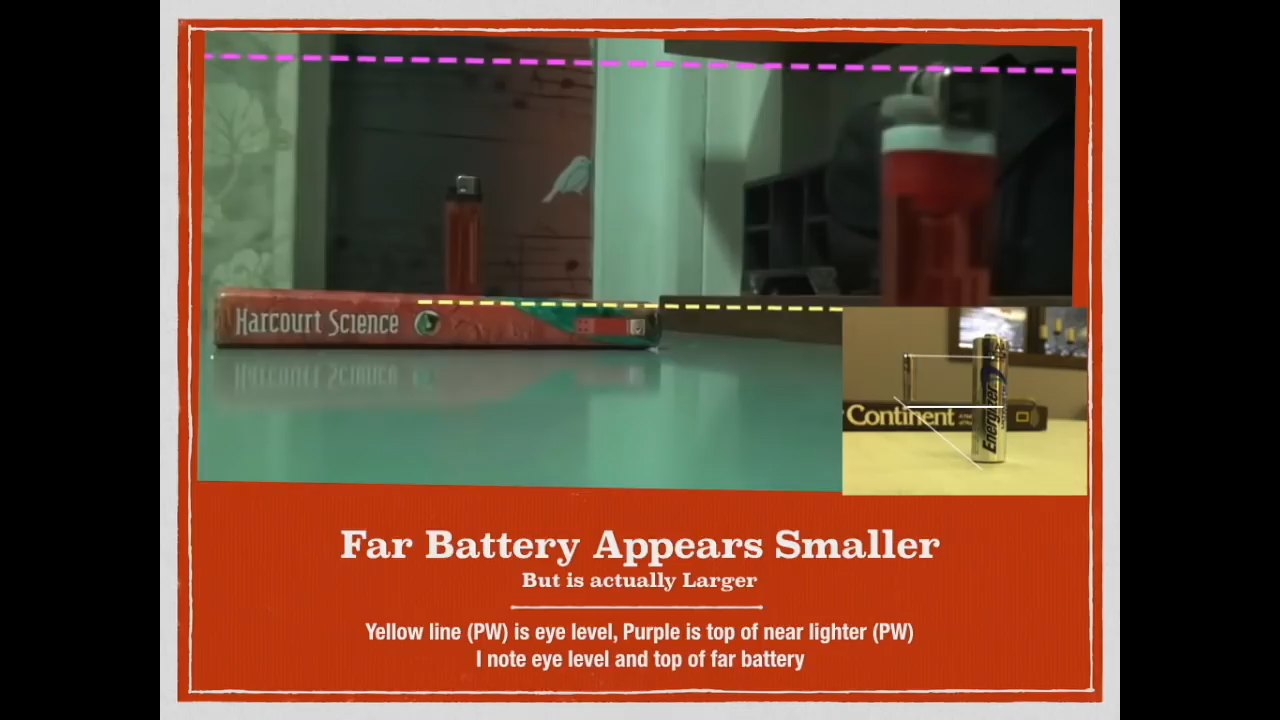 Harcourt Science
Continent
Energizer
Far Battery Appears Smaller
But is actually Larger
Yellow line (PW) is eye level, Purple is top of near lighter (PW)
I note eye level and top of far battery